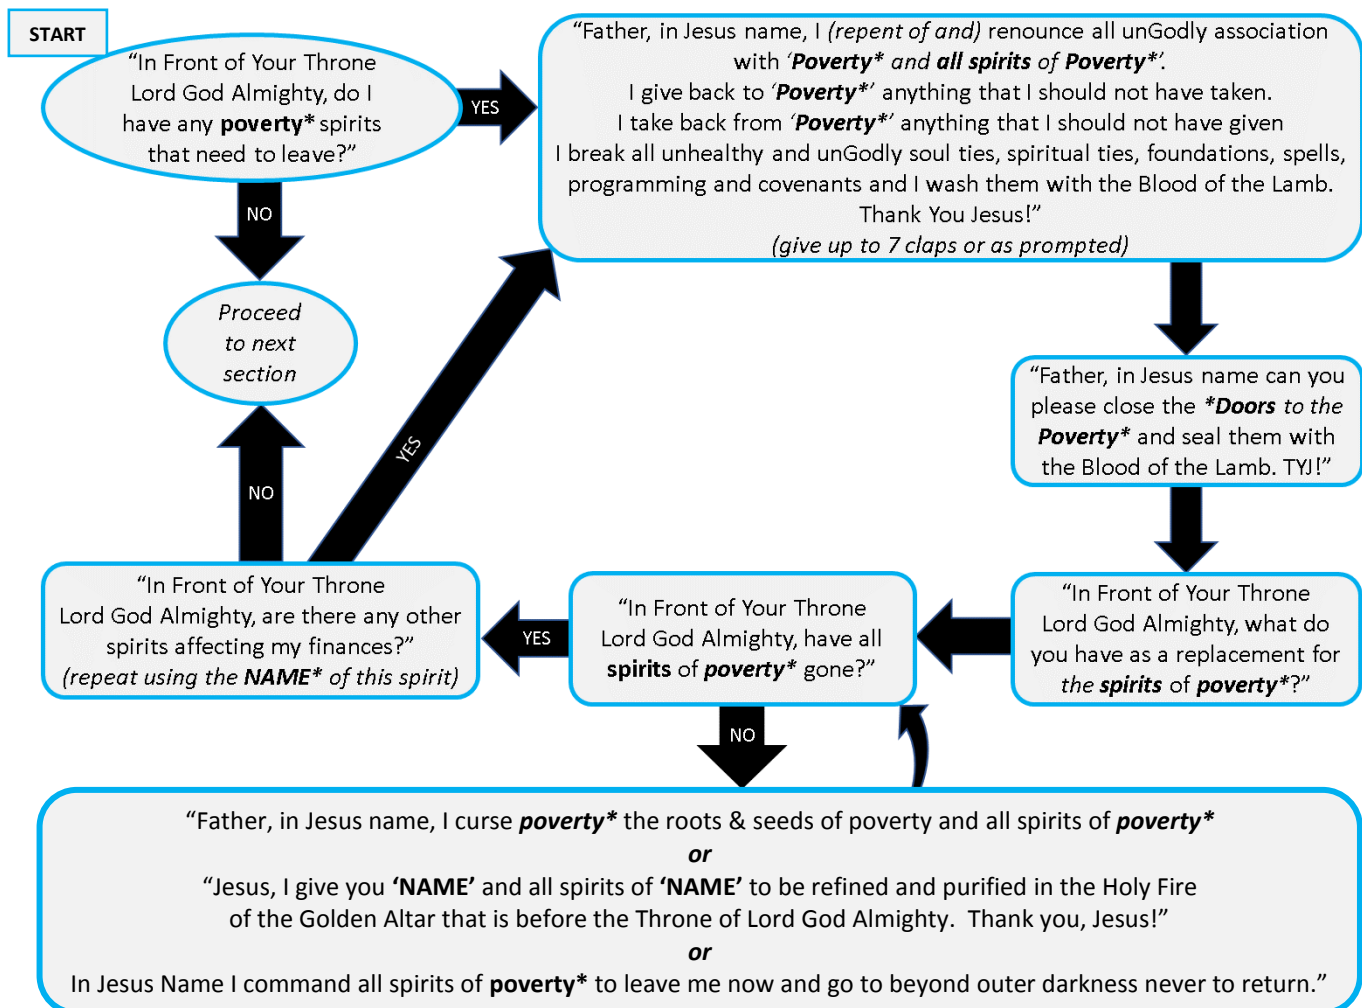 START
“In Front of Your Throne
Lord God Almighty, do I
have any poverty* spirits
that need to leave?”
YES
“Father, in Jesus name, I (repent of and) renounce all unGodly association
with ‘Poverty* and all spirits of Poverty*’.
I give back to ‘Poverty*’ anything that I should not have taken.
I take back from ‘Poverty*’ anything that I should not have given
I break all unhealthy and unGodly soul ties, spiritual ties, foundations, spells,
programming and covenants and I wash them with the Blood of the Lamb.
Thank You Jesus!”
(give up to 7 claps or as prompted)
NO
Proceed
to next
section
“Father, in Jesus name can you
please close the *Doors to the
Poverty* and seal them with
the Blood of the Lamb. TYJ!”
YES
NO
“In Front of Your Throne
Lord God Almighty, what do
you have as a replacement for
the spirits of poverty*?”
“In Front of Your Throne
Lord God Almighty, have all
spirits of poverty* gone?”
YES
“In Front of Your Throne
Lord God Almighty, are there any other
spirits affecting my finances?”
(repeat using the NAME* of this spirit)
NO
“Father, in Jesus name, I curse poverty* the roots & seeds of poverty and all spirits of poverty*
or
“Jesus, I give you ‘NAME’ and all spirits of ‘NAME’ to be refined and purified in the Holy Fire
of the Golden Altar that is before the Throne of Lord God Almighty. Thank you, Jesus!”
or
In Jesus Name I command all spirits of poverty* to leave me now and go to beyond outer darkness never to return.”